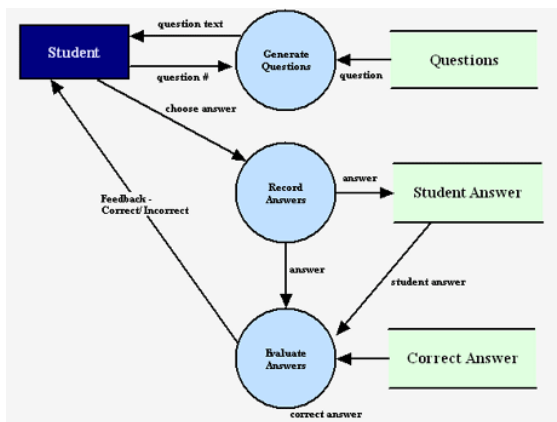 question text
Student
Generate
Questions
Questions
question #
question
choose answer
answer
Record
Answers
Student Answer
Feedback -
Correct/Incorrect
answer
student answer
Evaluate
Answers
Correct Answer
correct answer